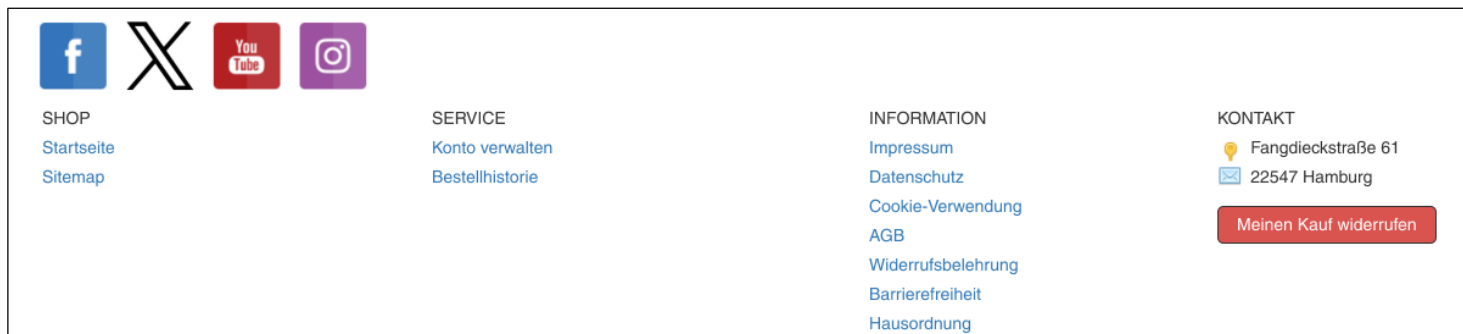 f
X
You
Tube
SHOP
Startseite
Sitemap
SERVICE
Konto verwalten
Bestellhistorie
INFORMATION
Impressum
Datenschutz
Cookie-Verwendung
AGB
Widerrufsbelehrung
Barrierefreiheit
Hausordnung
KONTAKT
Fangdieckstraße 61
22547 Hamburg
Meinen Kauf widerrufen